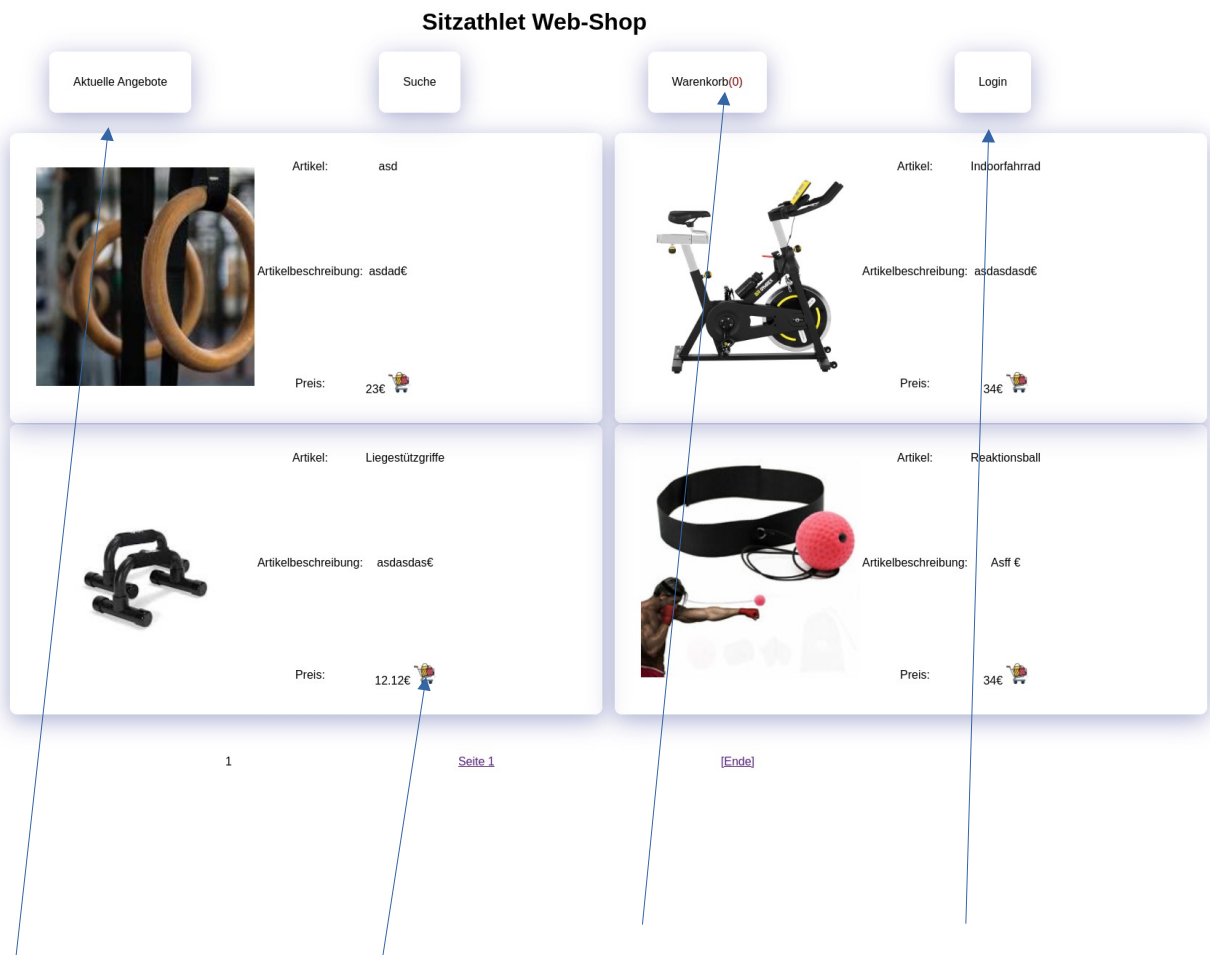 Sitzathlet Web-Shop
Aktuelle Angebote
Suche
Warenkorb(0)
Login
Artikel: asd
Artikelbeschreibung: asdad€
Preis: 23€
Artikel: Indoorfahrrad
Artikelbeschreibung: asdasdasd€
Preis: 34€
Artikel: Liegestützgriffe
Artikelbeschreibung: asdasdas€
Preis: 12.12€
Artikel: Reaktionsball
Artikelbeschreibung: Asff €
Preis: 34€
1
Seite 1
[Ende]